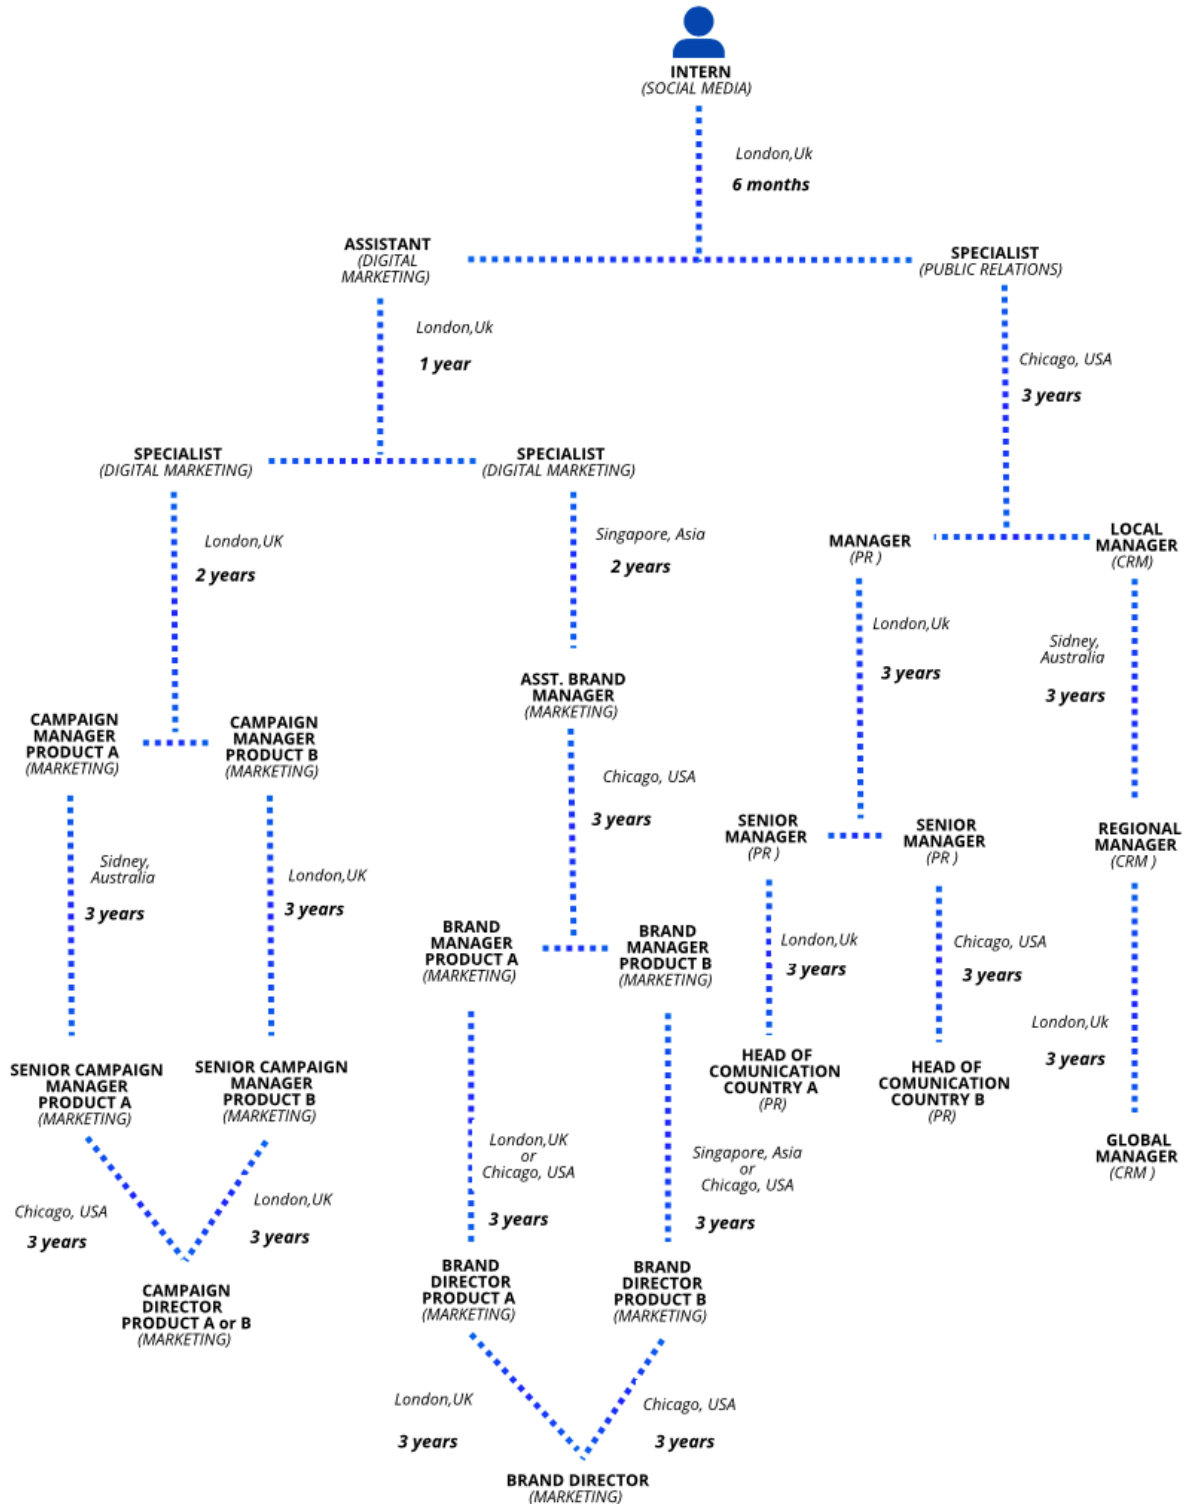 INTERN
(SOCIAL MEDIA)
London,Uk
6 months
ASSISTANT
(DIGITAL
MARKETING)
SPECIALIST
(PUBLIC RELATIONS)
London,Uk
1 year
Chicago, USA
3 years
SPECIALIST
(DIGITAL MARKETING)
SPECIALIST
(DIGITAL MARKETING)
London,UK
2 years
Singapore, Asia
2 years
MANAGER
(PR )
LOCAL
MANAGER
(CRM)
London,Uk
3 years
Sidney,
Australia
3 years
ASST. BRAND
MANAGER
(MARKETING)
CAMPAIGN
MANAGER
PRODUCT A
(MARKETING)
CAMPAIGN
MANAGER
PRODUCT B
(MARKETING)
Chicago, USA
3 years
SENIOR
MANAGER
(PR )
SENIOR
MANAGER
(PR )
REGIONAL
MANAGER
(CRM )
Sidney,
Australia
3 years
London,UK
3 years
BRAND
MANAGER
PRODUCT A
(MARKETING)
BRAND
MANAGER
PRODUCT B
(MARKETING)
London,Uk
3 years
Chicago, USA
3 years
London,Uk
3 years
SENIOR CAMPAIGN
MANAGER
PRODUCT A
(MARKETING)
SENIOR CAMPAIGN
MANAGER
PRODUCT B
(MARKETING)
HEAD OF
COMUNICATION
COUNTRY A
(PR)
HEAD OF
COMUNICATION
COUNTRY B
(PR)
GLOBAL
MANAGER
(CRM )
London,UK
or
Chicago, USA
3 years
Singapore, Asia
or
Chicago, USA
3 years
Chicago, USA
3 years
London,UK
3 years
CAMPAIGN
DIRECTOR
PRODUCT A or B
(MARKETING)
BRAND
DIRECTOR
PRODUCT A
(MARKETING)
BRAND
DIRECTOR
PRODUCT B
(MARKETING)
London,UK
3 years
Chicago, USA
3 years
BRAND DIRECTOR
(MARKETING)